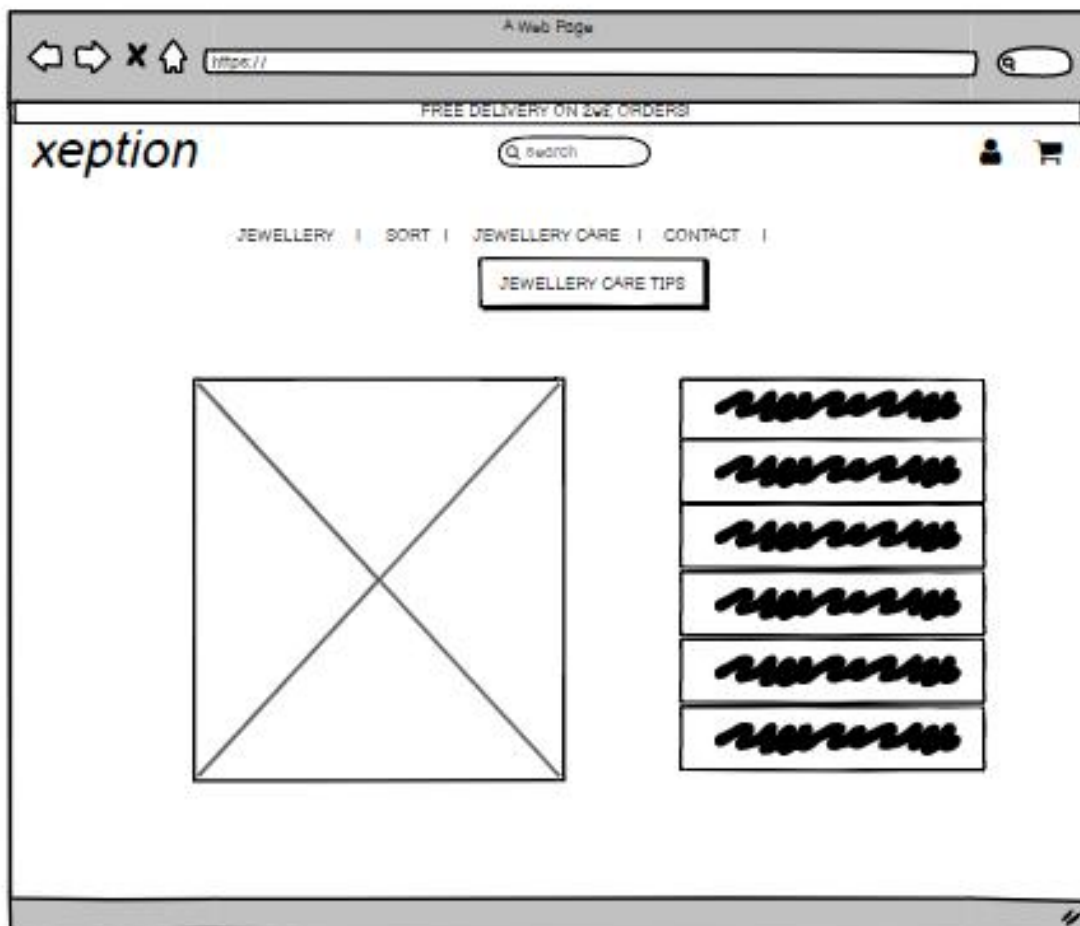 A Web Page
https://
FREE DELIVERY ON ORDERS!
xeption
search
JEWELLERY | SORT | JEWELLERY CARE | CONTACT |
JEWELLERY CARE TIPS